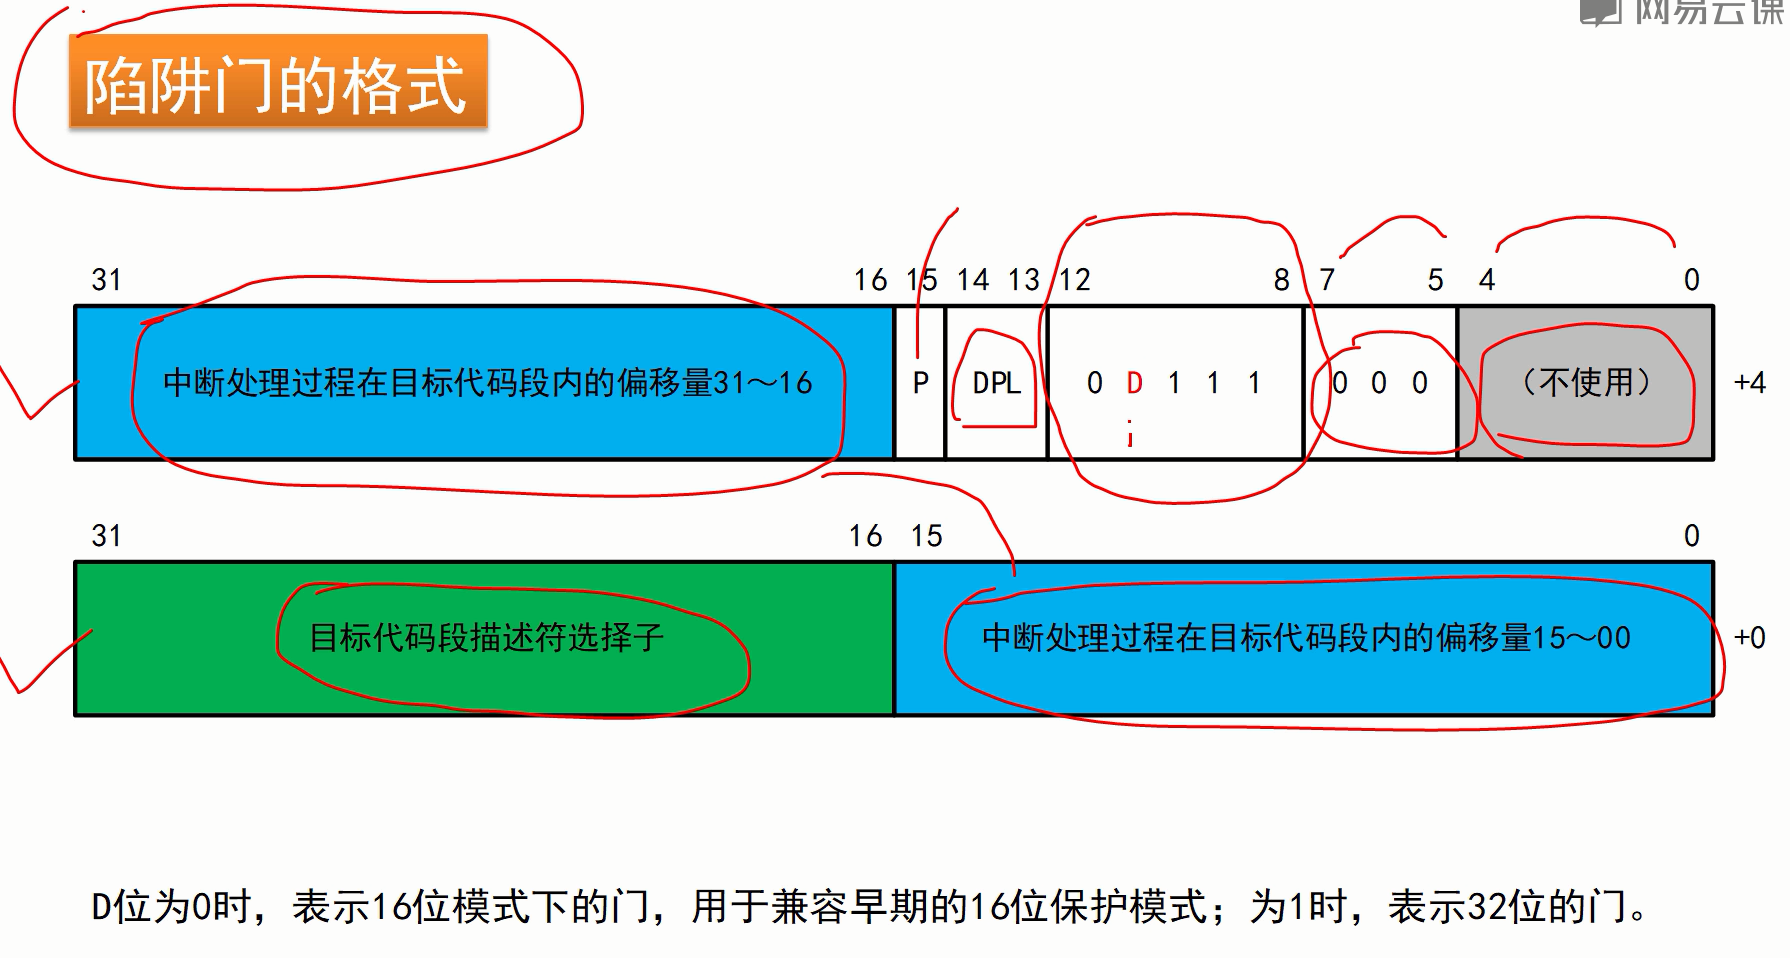 网易云课
陷阱门的格式
31 16 15 14 13 12 8 7 5 4 0
中断处理过程在目标代码段内的偏移量31~16 P DPL 0 D 1 1 1 0 0 0 （不使用） +4
31 16 15 0
目标代码段描述符选择子 中断处理过程在目标代码段内的偏移量15~00 +0
D位为0时，表示16位模式下的门，用于兼容早期的16位保护模式；为1时，表示32位的门。